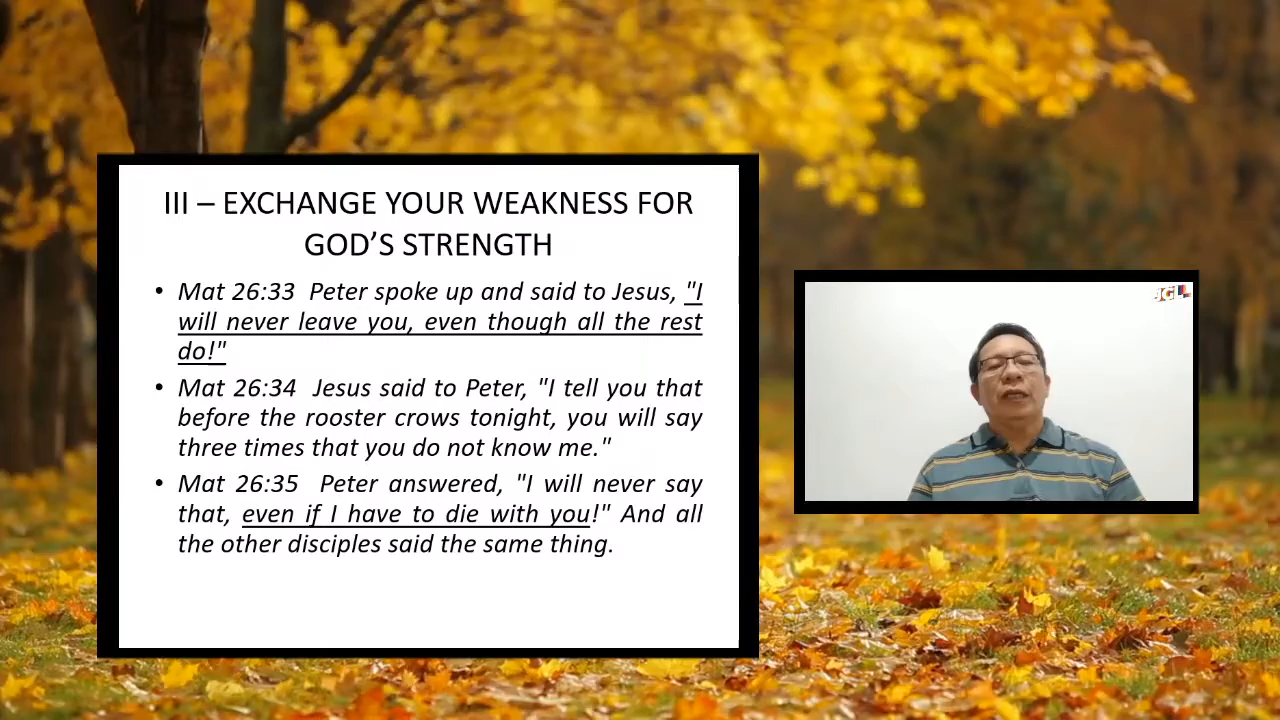 III – EXCHANGE YOUR WEAKNESS FOR
GOD’S STRENGTH
• Mat 26:33 Peter spoke up and said to Jesus, "I
will never leave you, even though all the rest
do!"
• Mat 26:34 Jesus said to Peter, "I tell you that
before the rooster crows tonight, you will say
three times that you do not know me."
• Mat 26:35 Peter answered, "I will never say
that, even if I have to die with you!" And all
the other disciples said the same thing.